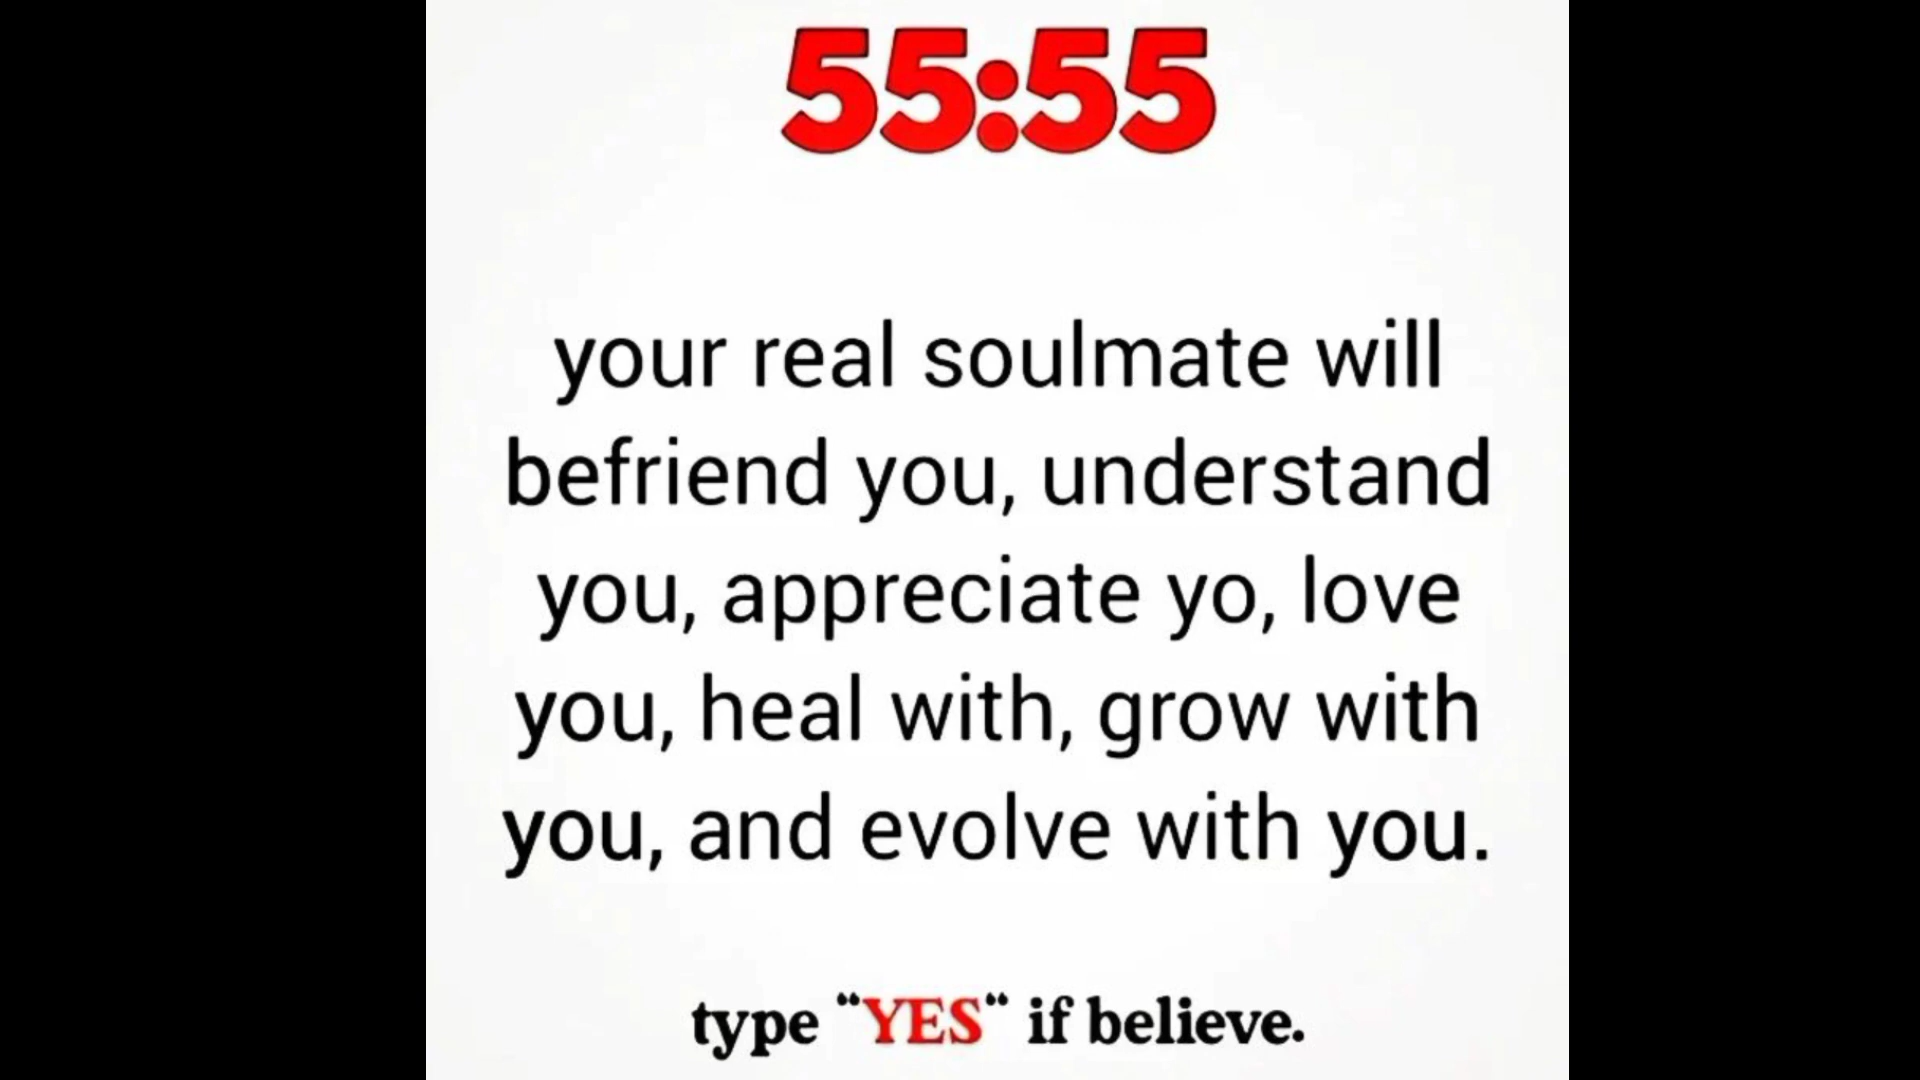 55:55
your real soulmate will
befriend you, understand
you, appreciate yo, love
you, heal with, grow with
you, and evolve with you.
type “YES“ if believe.